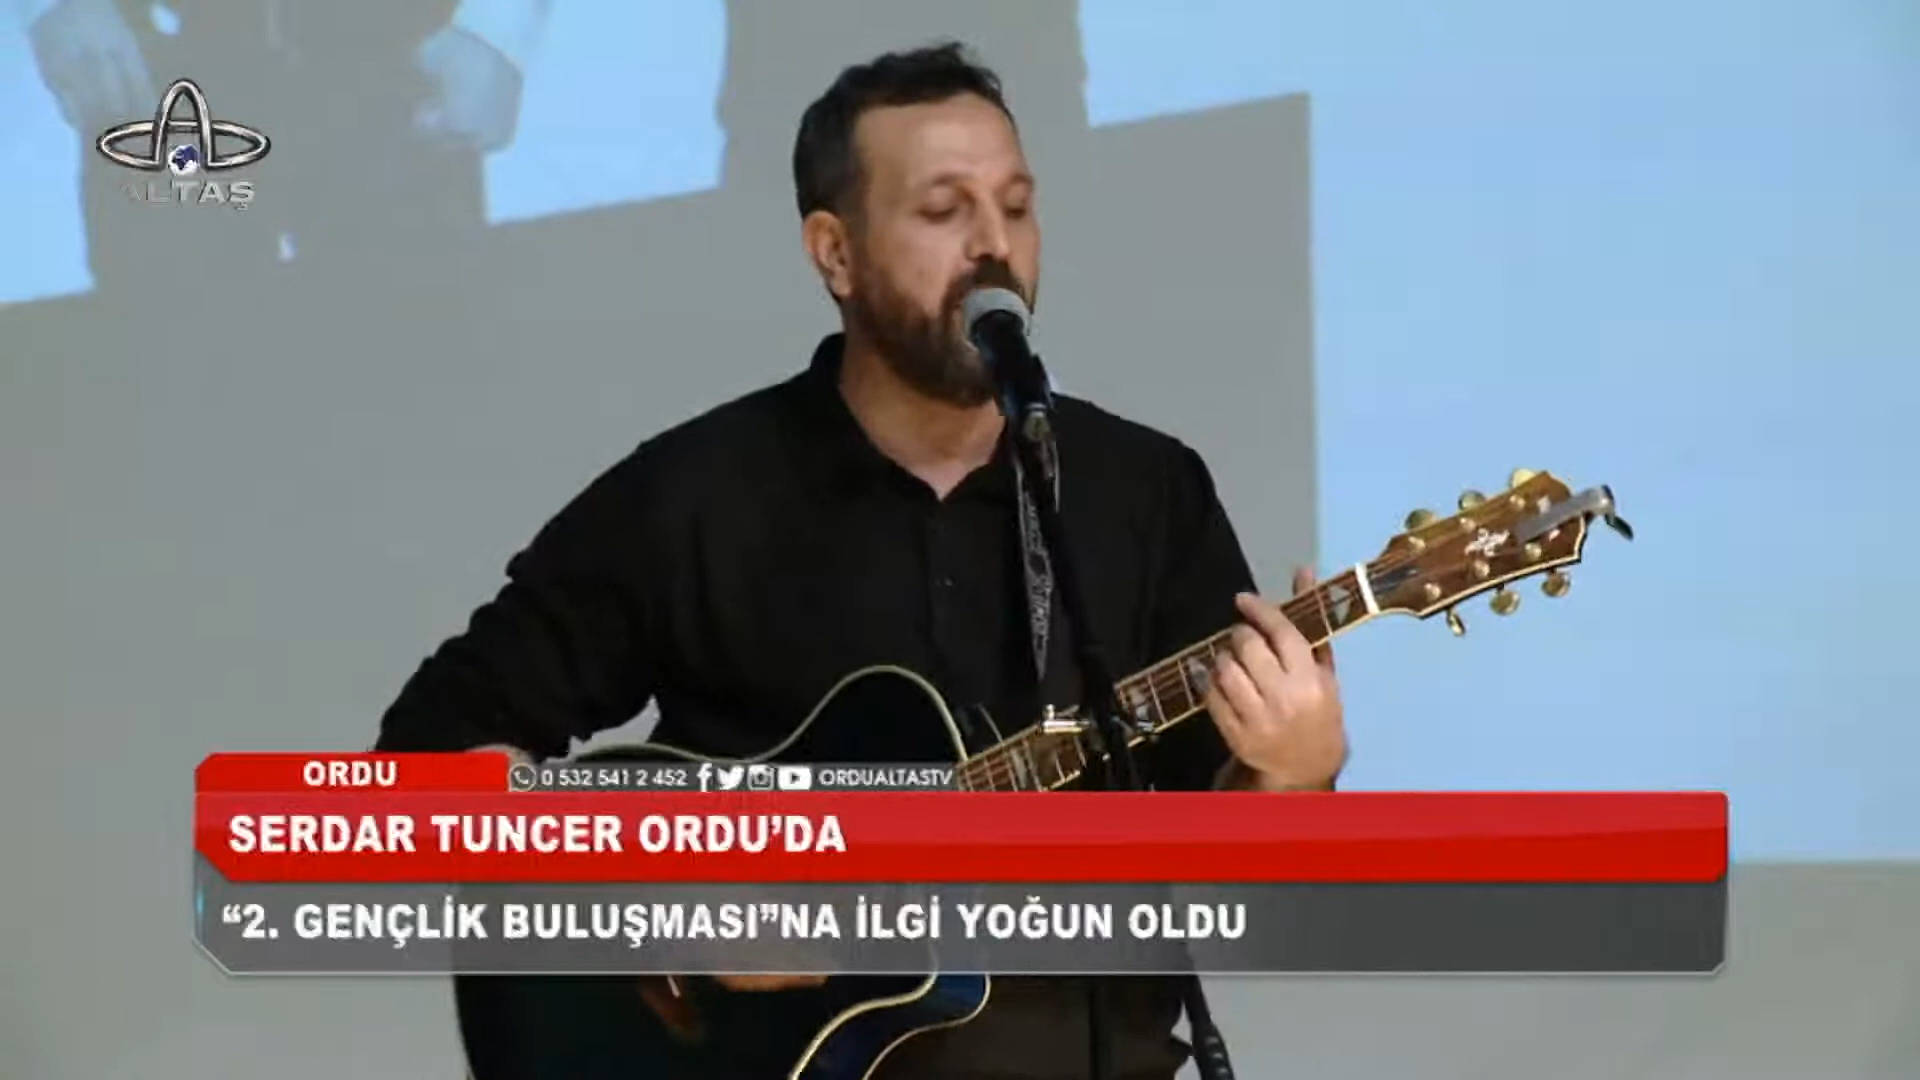 ALTAŞ
ORDU
0 532 541 2 452 ORDUALTASTV
SERDAR TUNCER ORDU’DA
“2. GENÇLİK BULUŞMASI”NA İLGİ YOĞUN OLDU